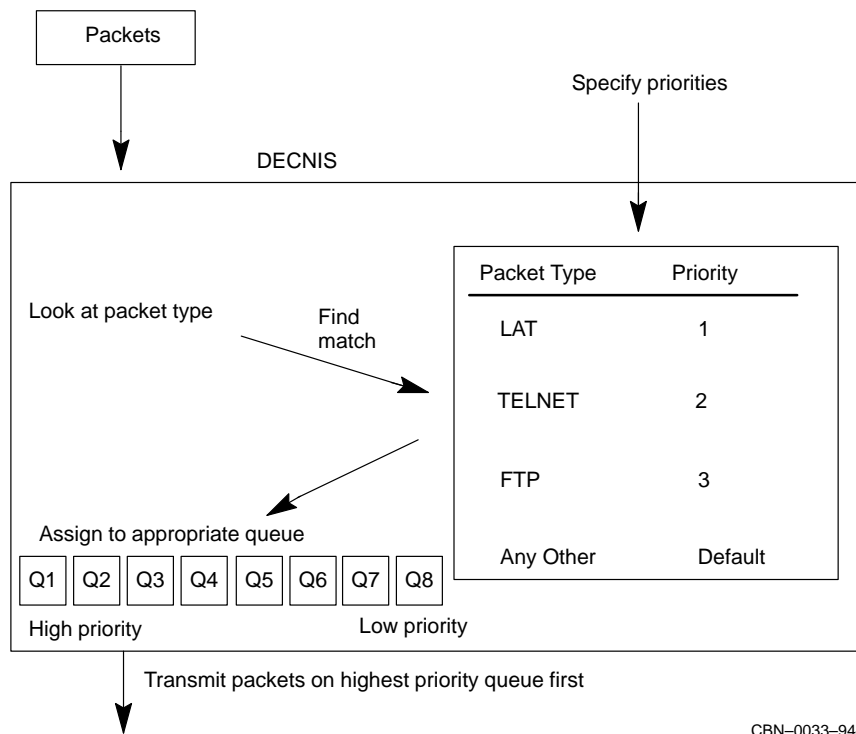 Packets
Specify priorities
DECNIS
Packet Type Priority
Look at packet type
Find
match
LAT 1
TELNET 2
FTP 3
Any Other Default
Assign to appropriate queue
Q1 Q2 Q3 Q4 Q5 Q6 Q7 Q8
High priority Low priority
Transmit packets on highest priority queue first
CBN–0033–94